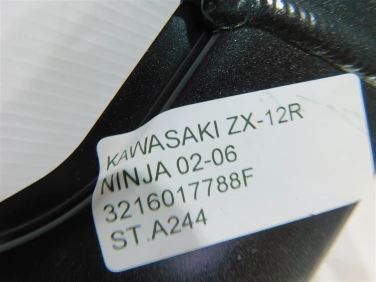 KAWASAKI ZX-12R
NINJA 02-06
3216017788F
ST.A244